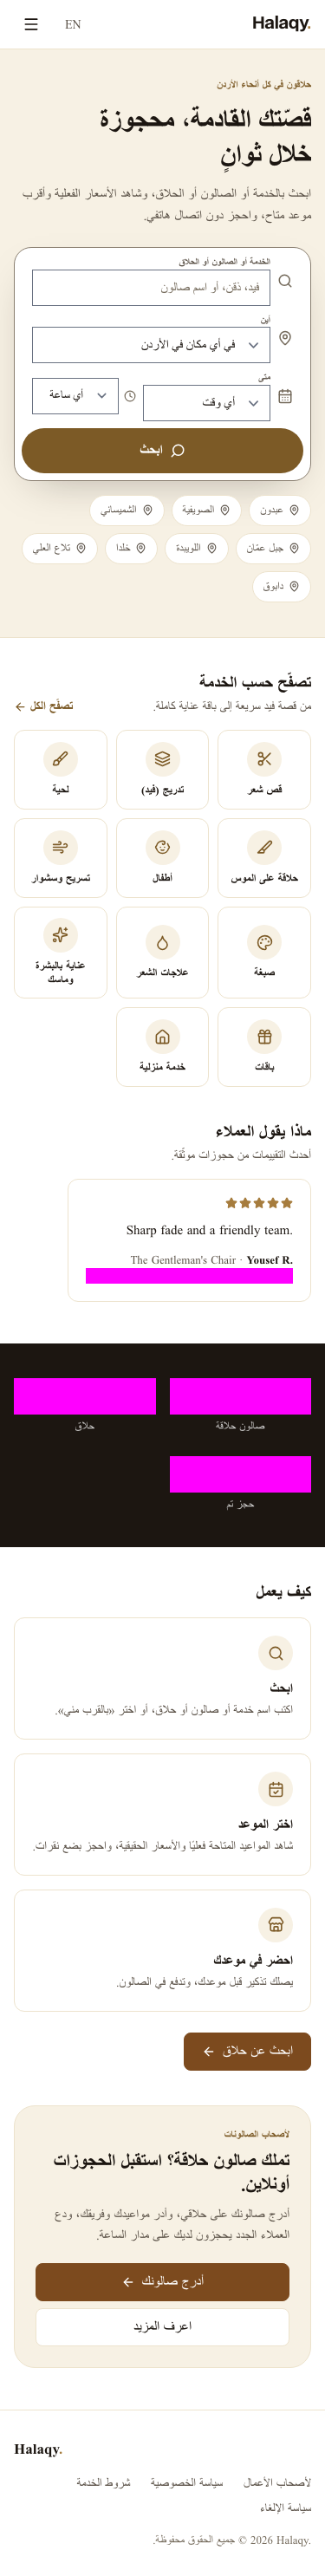 Halaqy.
EN
حلاقون في كل أنحاء الأردن
قصّتك القادمة، محجوزة
خلال ثوانٍ
ابحث بالخدمة أو الصالون أو الحلاق، وشاهد الأسعار الفعلية وأقرب
موعد متاح، واحجز دون اتصال هاتفي.
الخدمة أو الصالون أو الحلاق
فيد، ذقن، أو اسم صالون
أين
في أي مكان في الأردن
متى
أي وقت
أي ساعة
ابحث
عبدون
الصويفية
الشميساني
جبل عمّان
اللويبدة
خلدا
تلاع العلي
دابوق
تصفّح حسب الخدمة
من قصة فيد سريعة إلى باقة عناية كاملة.
تصفّح الكل
قص شعر
تدريج (فيد)
لحية
حلاقة على الموس
أطفال
تسريح وسشوار
صبغة
علاجات الشعر
عناية بالبشرة
وماسك
باقات
خدمة منزلية
ماذا يقول العملاء
أحدث التقييمات من حجوزات موثّقة.
Sharp fade and a friendly team.
The Gentleman's Chair · Yousef R.
صالون حلاقة
حلاق
حجز تم
كيف يعمل
ابحث
اكتب اسم خدمة أو صالون أو حلاق، أو اختر «بالقرب مني».
اختر الموعد
شاهد المواعيد المتاحة فعليًا والأسعار الحقيقية، واحجز بضع نقرات.
احضر في موعدك
يصلك تذكير قبل موعدك، وتدفع في الصالون.
ابحث عن حلاق
لأصحاب الصالونات
تملك صالون حلاقة؟ استقبل الحجوزات
أونلاين.
أدرج صالونك على حلاقي، وأدر مواعيدك وفريقك، ودع
العملاء الجدد يحجزون لديك على مدار الساعة.
أدرج صالونك
اعرف المزيد
Halaqy.
لأصحاب الأعمال
سياسة الخصوصية
شروط الخدمة
سياسة الإلغاء
© 2026 Halaqy. جميع الحقوق محفوظة.